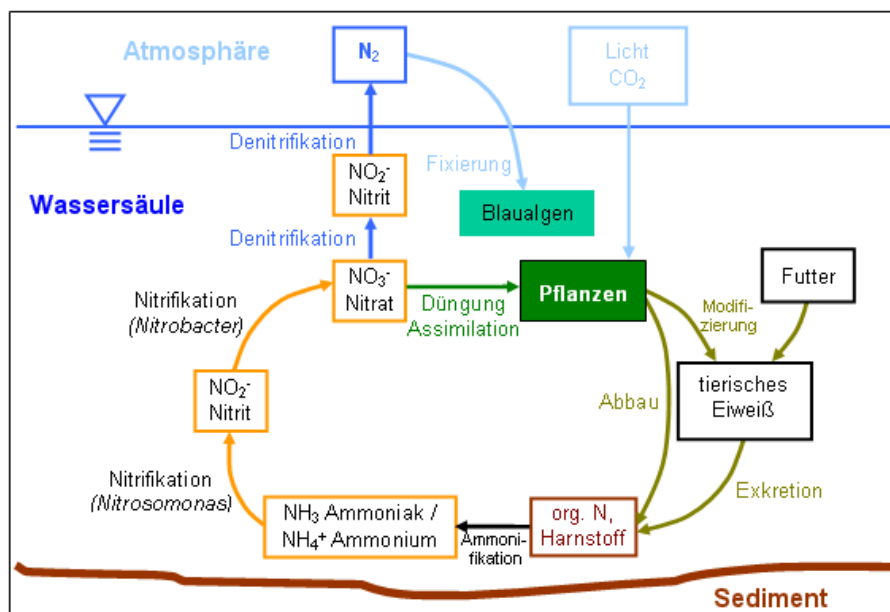 Atmosphäre
N₂
Licht
CO₂
Denitrifikation
NO₂⁻
Nitrit
Fixierung
Wassersäule
Blaualgen
Denitrifikation
NO₃⁻
Nitrat
Düngung
Assimilation
Pflanzen
Futter
Modifi-
zierung
Nitrifikation
(Nitrobacter)
NO₂⁻
Nitrit
tierisches
Eiweiß
Abbau
Nitrifikation
(Nitrosomonas)
Exkretion
NH₃ Ammoniak /
NH₄⁺ Ammonium
Ammoni-
fikation
org. N,
Harnstoff
Sediment